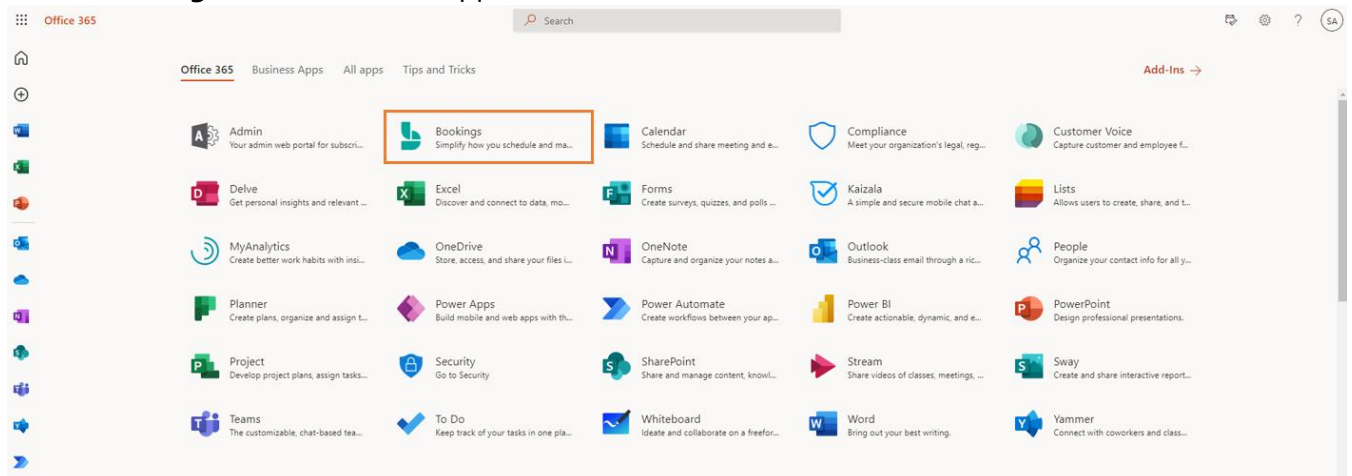 Office 365
Search
SA
Office 365 Business Apps All apps Tips and Tricks
Add-Ins →
Admin
Your admin web portal for subscri...
Bookings
Simplify how you schedule and ma...
Calendar
Schedule and share meeting and e...
Compliance
Meet your organization's legal, reg...
Customer Voice
Capture customer and employee f...
Delve
Get personal insights and relevant ...
Excel
Discover and connect to data, mo...
Forms
Create surveys, quizzes, and polls ...
Kaizala
A simple and secure mobile chat a...
Lists
Allows users to create, share, and t...
MyAnalytics
Create better work habits with insi...
OneDrive
Store, access, and share your files i...
OneNote
Capture and organize your notes a...
Outlook
Business-class email through a ric...
People
Organize your contact info for all y...
Planner
Create plans, organize and assign t...
Power Apps
Build mobile and web apps with th...
Power Automate
Create workflows between your ap...
Power BI
Create actionable, dynamic, and e...
PowerPoint
Design professional presentations.
Project
Develop project plans, assign tasks...
Security
Go to Security
SharePoint
Share and manage content, knowl...
Stream
Share videos of classes, meetings, ...
Sway
Create and share interactive report...
Teams
The customizable, chat-based tea...
To Do
Keep track of your tasks in one pla...
Whiteboard
Ideate and collaborate on a freefor...
Word
Bring out your best writing.
Yammer
Connect with coworkers and class...